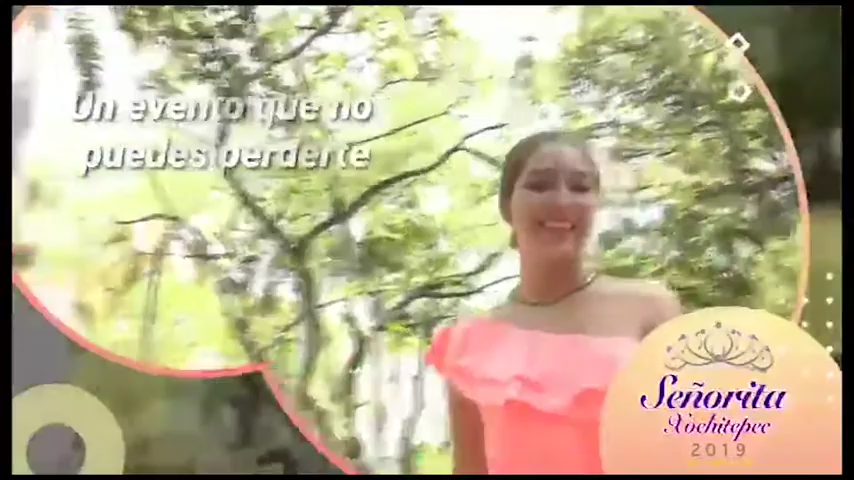 Un evento que no
puedes perderte
Señorita
Xochitepec
2019